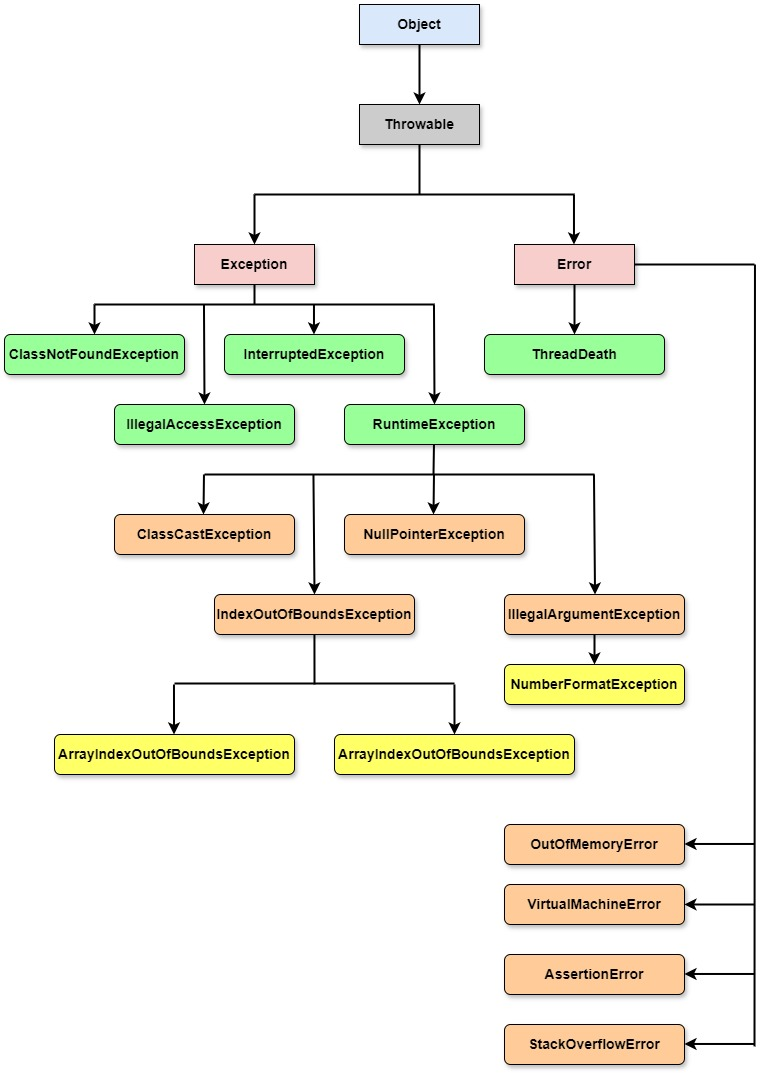 Object
Throwable
Exception
Error
ClassNotFoundException
InterruptedException
ThreadDeath
IllegalAccessException
RuntimeException
ClassCastException
NullPointerException
IndexOutOfBoundsException
IllegalArgumentException
NumberFormatException
ArrayIndexOutOfBoundsException
ArrayIndexOutOfBoundsException
OutOfMemoryError
VirtualMachineError
AssertionError
StackOverflowError